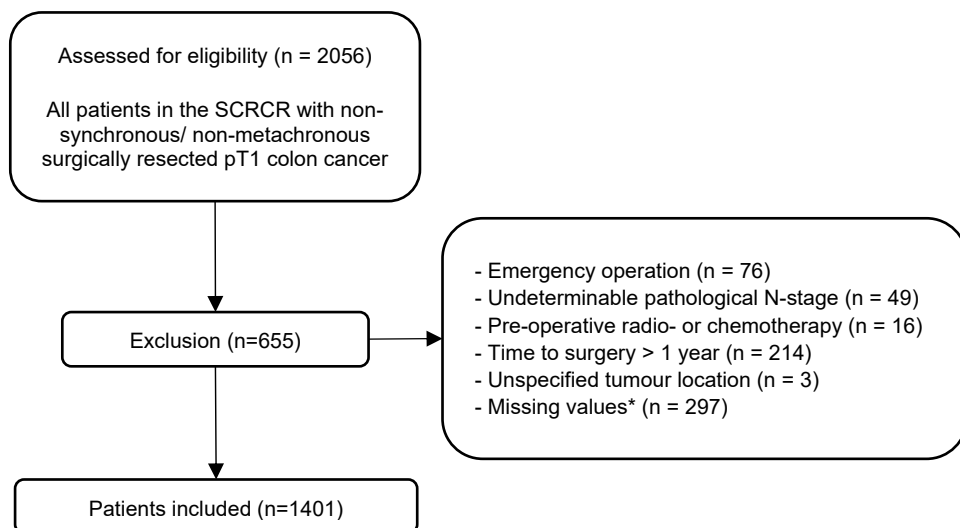 Assessed for eligibility (n = 2056)
All patients in the SCRCR with non-
synchronous/ non-metachronous
surgically resected pT1 colon cancer
Exclusion (n=655)
- Emergency operation (n = 76)
- Undeterminable pathological N-stage (n = 49)
- Pre-operative radio- or chemotherapy (n = 16)
- Time to surgery > 1 year (n = 214)
- Unspecified tumour location (n = 3)
- Missing values* (n = 297)
Patients included (n=1401)